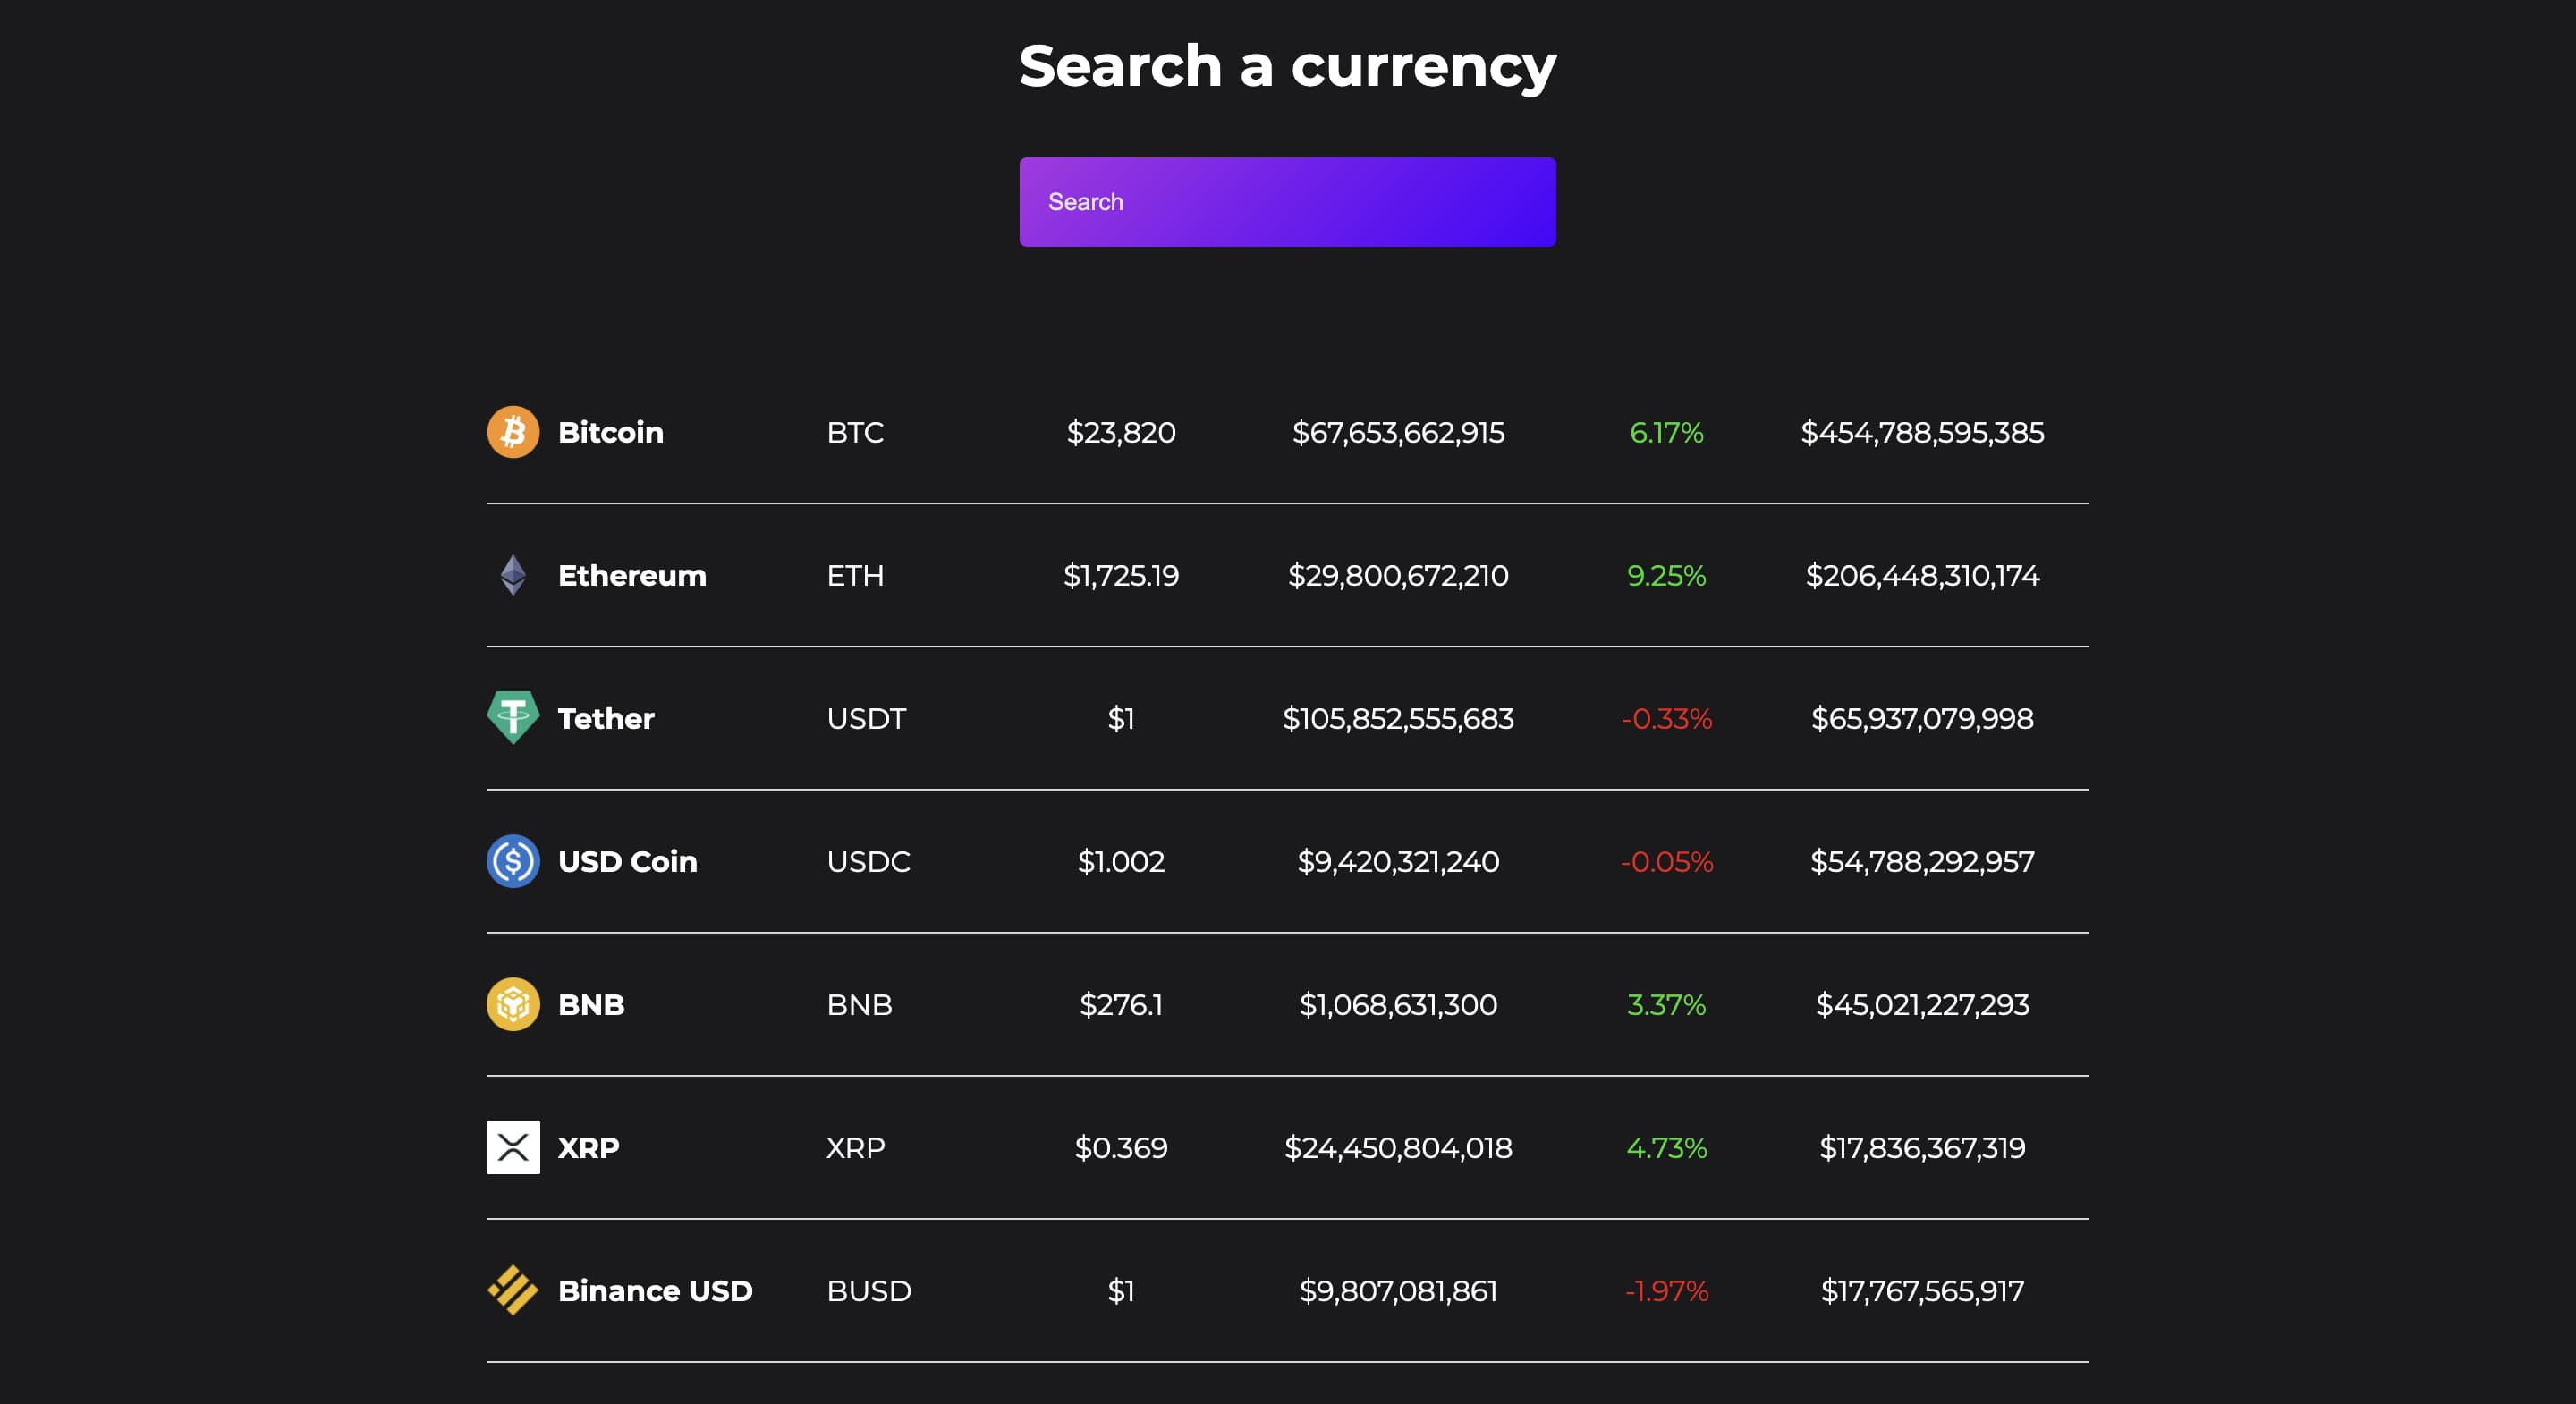 Search a currency
Search
Bitcoin BTC $23,820 $67,653,662,915 6.17% $454,788,595,385
Ethereum ETH $1,725.19 $29,800,672,210 9.25% $206,448,310,174
Tether USDT $1 $105,852,555,683 -0.33% $65,937,079,998
USD Coin USDC $1.002 $9,420,321,240 -0.05% $54,788,292,957
BNB BNB $276.1 $1,068,631,300 3.37% $45,021,227,293
XRP XRP $0.369 $24,450,804,018 4.73% $17,836,367,319
Binance USD BUSD $1 $9,807,081,861 -1.97% $17,767,565,917